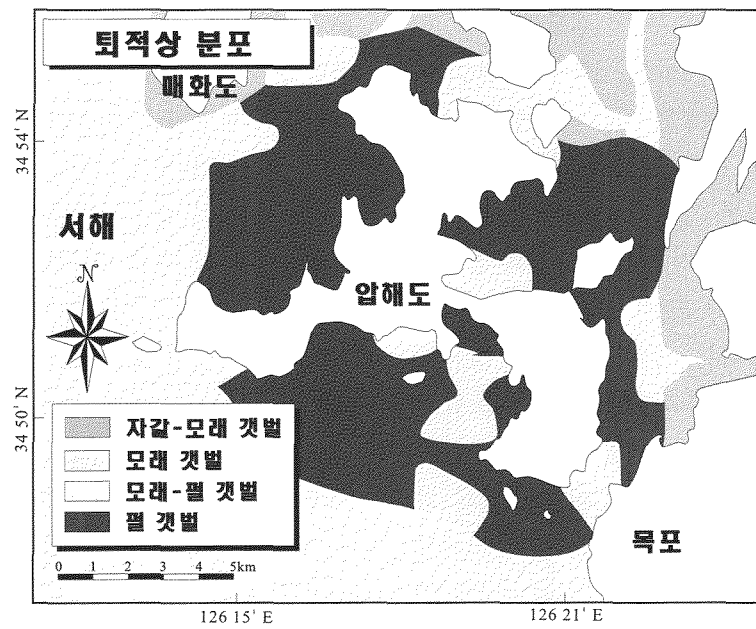 퇴적상 분포
매화도
34 54' N
서해
N
압해도
34 50' N
자갈-모래 갯벌
모래 갯벌
모래-펄 갯벌
펄 갯벌
목포
0 1 2 3 4 5km
126 15' E
126 21' E